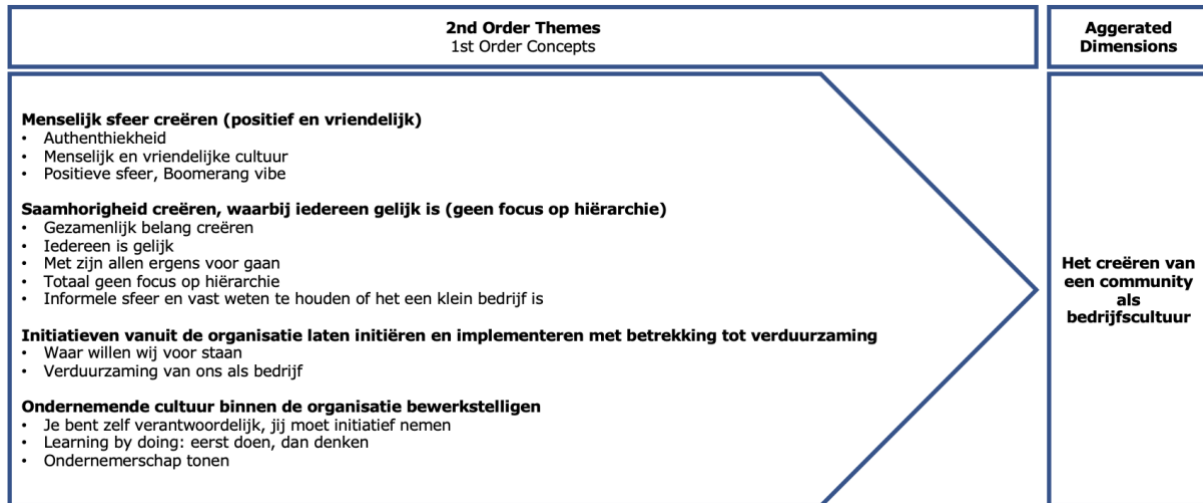 2nd Order Themes
1st Order Concepts
Aggerated
Dimensions
Menselijk sfeer creëren (positief en vriendelijk)
• Authenthiekheid
• Menselijk en vriendelijke cultuur
• Positieve sfeer, Boomerang vibe
Saamhorigheid creëren, waarbij iedereen gelijk is (geen focus op hiërarchie)
• Gezamenlijk belang creëren
• Iedereen is gelijk
• Met zijn allen ergens voor gaan
• Totaal geen focus op hiërarchie
• Informele sfeer en vast weten te houden of het een klein bedrijf is
Initiatieven vanuit de organisatie laten initiëren en implementeren met betrekking tot verduurzaming
• Waar willen wij voor staan
• Verduurzaming van ons als bedrijf
Ondernemende cultuur binnen de organisatie bewerkstelligen
• Je bent zelf verantwoordelijk, jij moet initiatief nemen
• Learning by doing: eerst doen, dan denken
• Ondernemerschap tonen
Het creëren van
een community
als
bedrijfscultuur